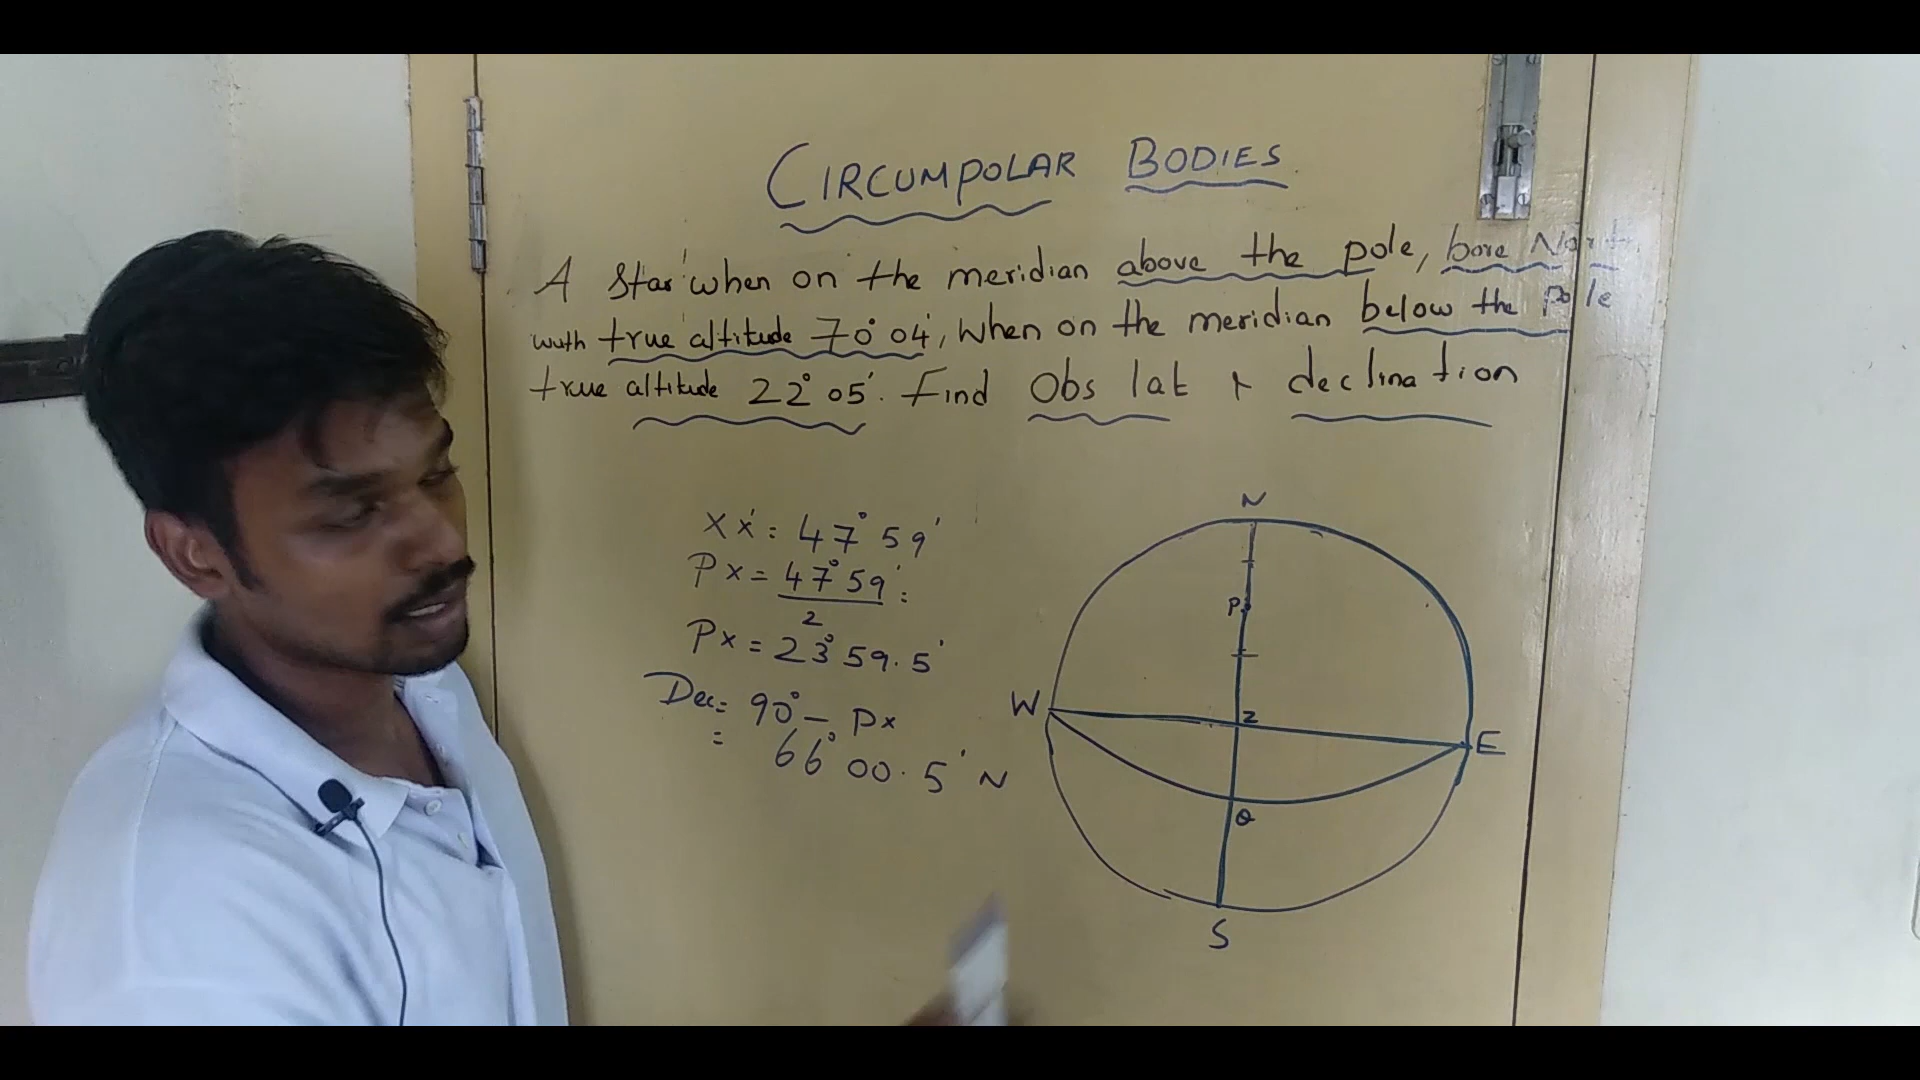 CIRCUMPOLAR BODIES
A Star when on the meridian above the pole, bore North
with true altitude 70° 04', When on the meridian below the Pole
true altitude 22° 05'. Find Obs lat & declination
XX' = 47° 59'
PX = 47° 59' =
2
PX = 23° 59.5'
Dec = 90° - PX
= 66° 00.5' N
N
P
W
Z
E
Q
S